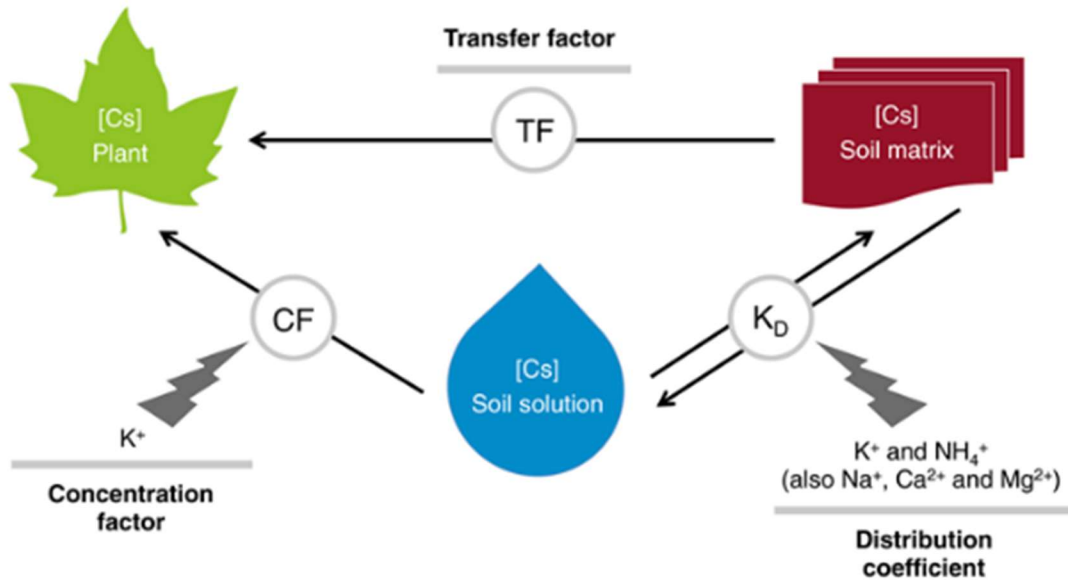 Transfer factor
[Cs]
Plant
TF
[Cs]
Soil matrix
CF
[Cs]
Soil solution
K_D
K⁺
Concentration
factor
K⁺ and NH₄⁺
(also Na⁺, Ca²⁺ and Mg²⁺)
Distribution
coefficient